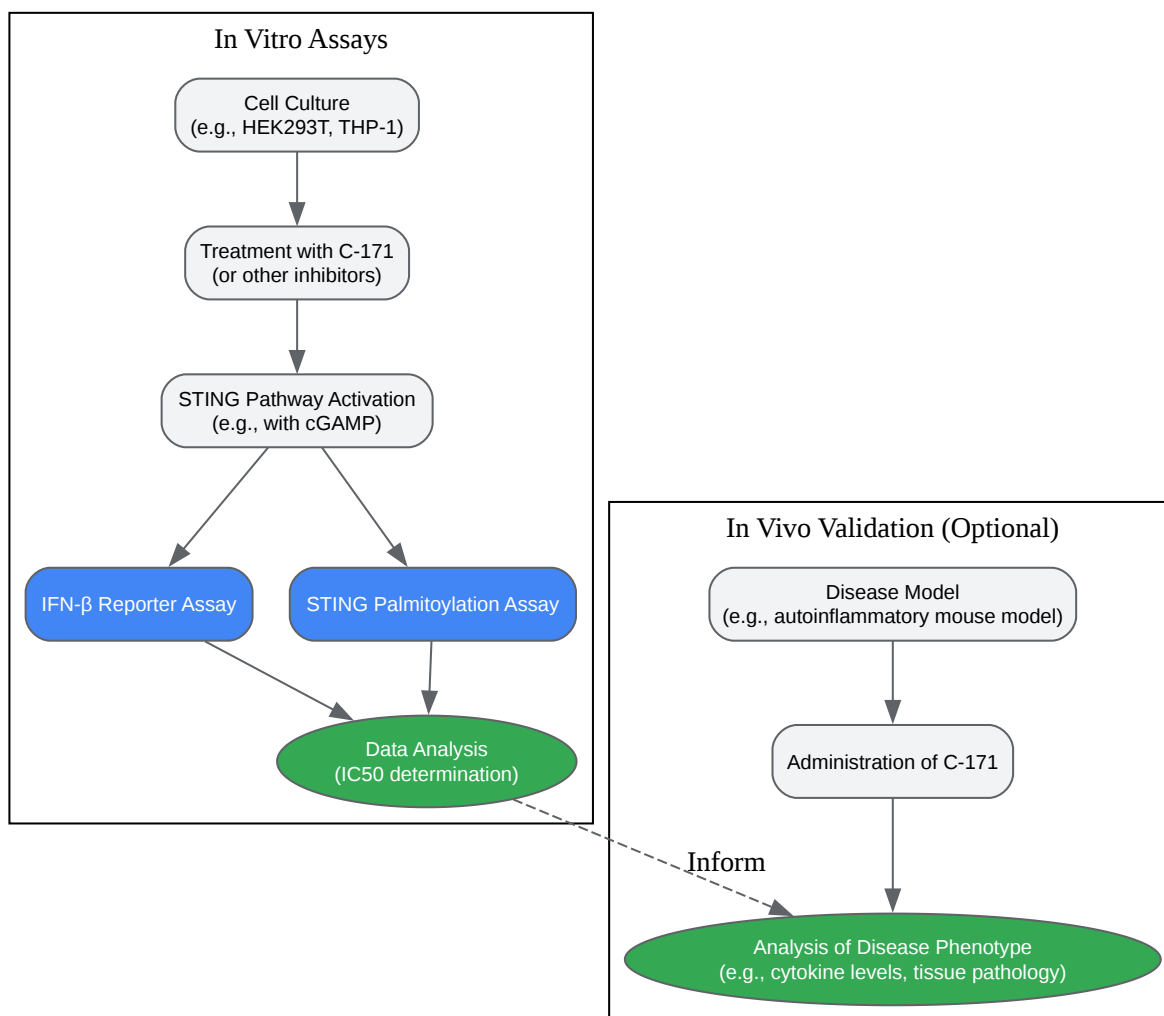 In Vitro Assays
Cell Culture
(e.g., HEK293T, THP-1)
Treatment with C-171
(or other inhibitors)
STING Pathway Activation
(e.g., with cGAMP)
IFN-β Reporter Assay
STING Palmitoylation Assay
Data Analysis
(IC50 determination)
Inform
In Vivo Validation (Optional)
Disease Model
(e.g., autoinflammatory mouse model)
Administration of C-171
Analysis of Disease Phenotype
(e.g., cytokine levels, tissue pathology)